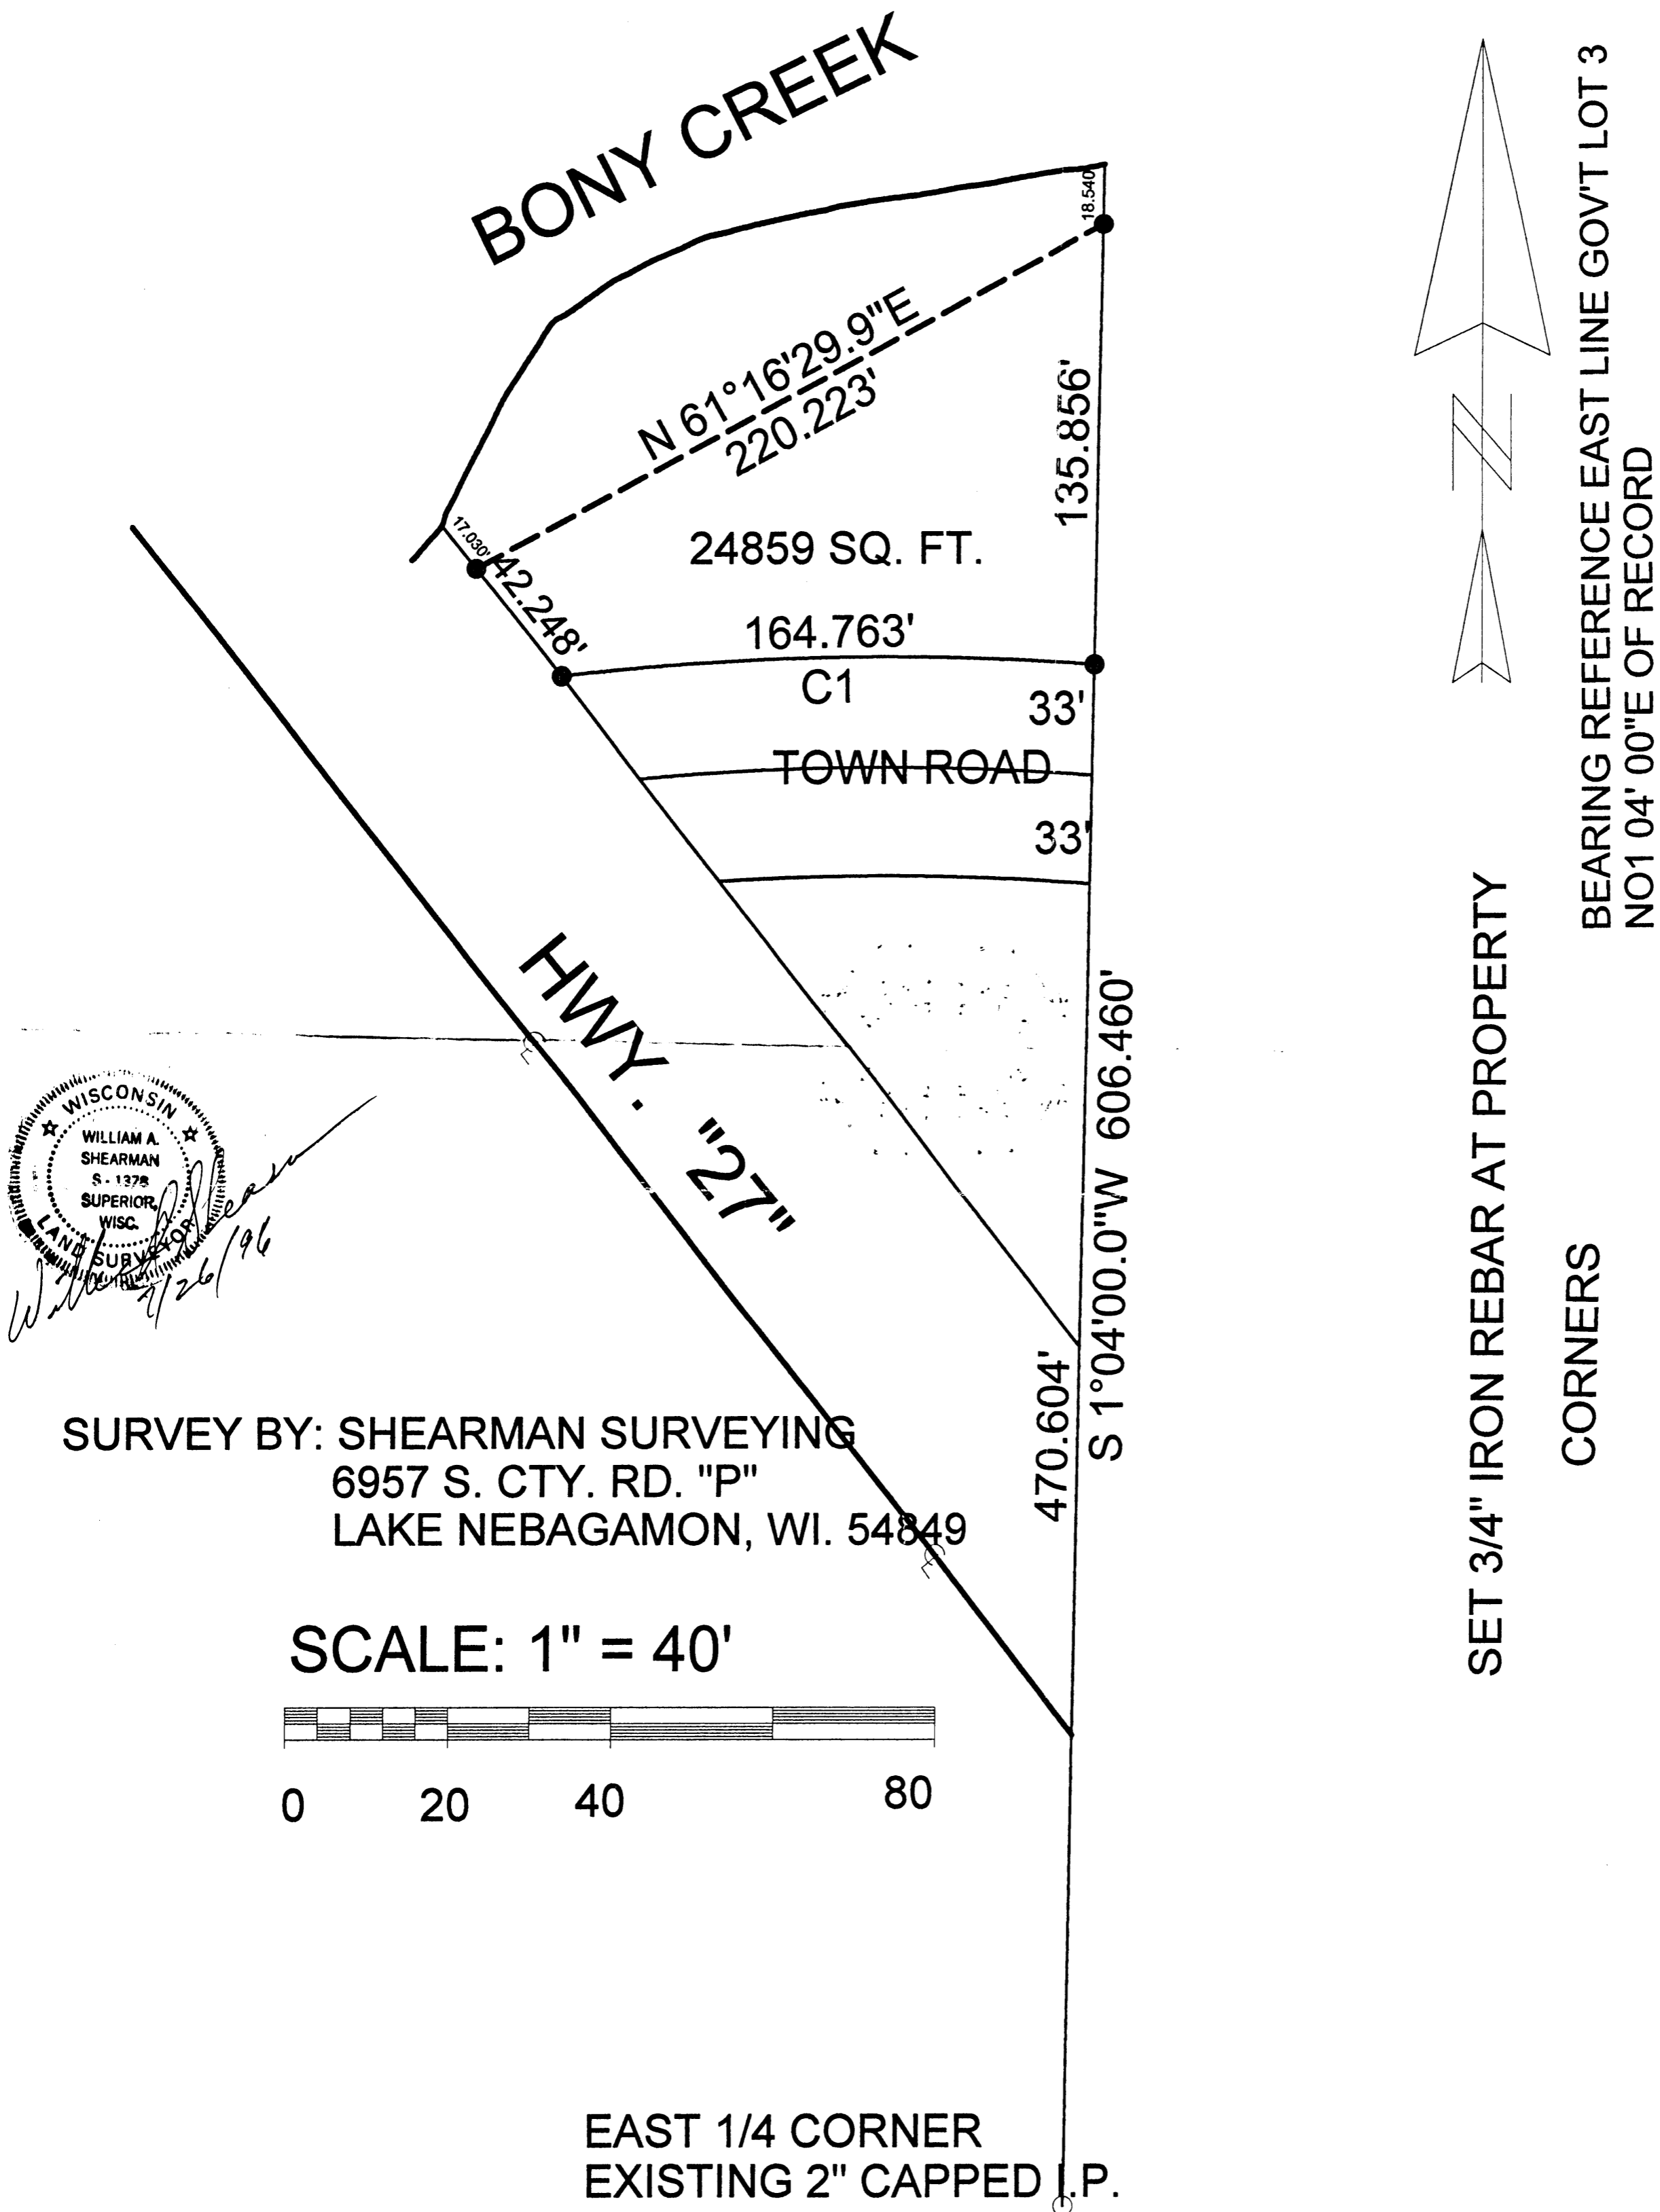 BONY CREEK
18.540
N 61°16'29.9"E
220.223'
135.856'
17.030'
42.248'
24859 SQ. FT.
164.763'
C1
33'
TOWN ROAD
33'
HWY. "27"
S 1°04'00.0"W 606.460'
470.604'
WISCONSIN
WILLIAM A.
SHEARMAN
S - 1378
SUPERIOR,
WISC.
LAND SURVEYOR
SURVEY BY: SHEARMAN SURVEYING
6957 S. CTY. RD. "P"
LAKE NEBAGAMON, WI. 54849
SCALE: 1" = 40'
0 20 40 80
EAST 1/4 CORNER
EXISTING 2" CAPPED I.P.
N
BEARING REFFERENCE EAST LINE GOV'T LOT 3
NO1 04' 00"E OF RECORD
SET 3/4" IRON REBAR AT PROPERTY
CORNERS